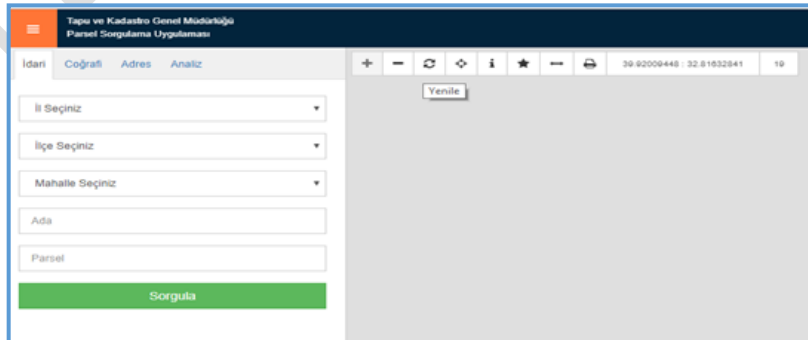 Tapu ve Kadastro Genel Müdürlüğü
Parsel Sorgulama Uygulaması
İdari Coğrafi Adres Analiz
39.92009448 : 32.81632841 19
Yenile
İl Seçiniz
İlçe Seçiniz
Mahalle Seçiniz
Ada
Parsel
Sorgula